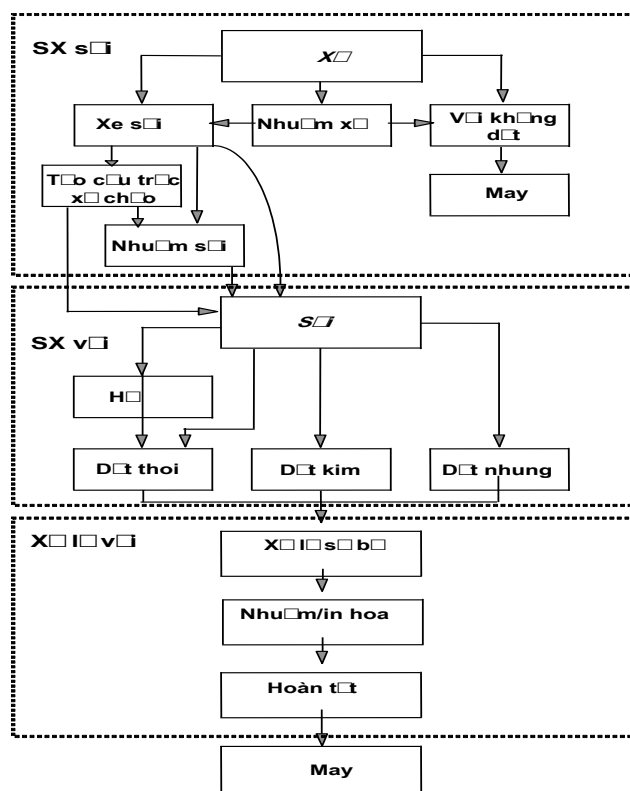 SX s□i
X□
Xe s□i
Nhu□m x□
V□i kh□ng
d□t
T□o c□u tr□c
x□ ch□o
May
Nhu□m s□i
SX v□i
S□i
H□
D□t thoi
D□t kim
D□t nhung
X□ l□ v□i
X□ l□ s□ b□
Nhu□m/in hoa
Hoàn t□t
May